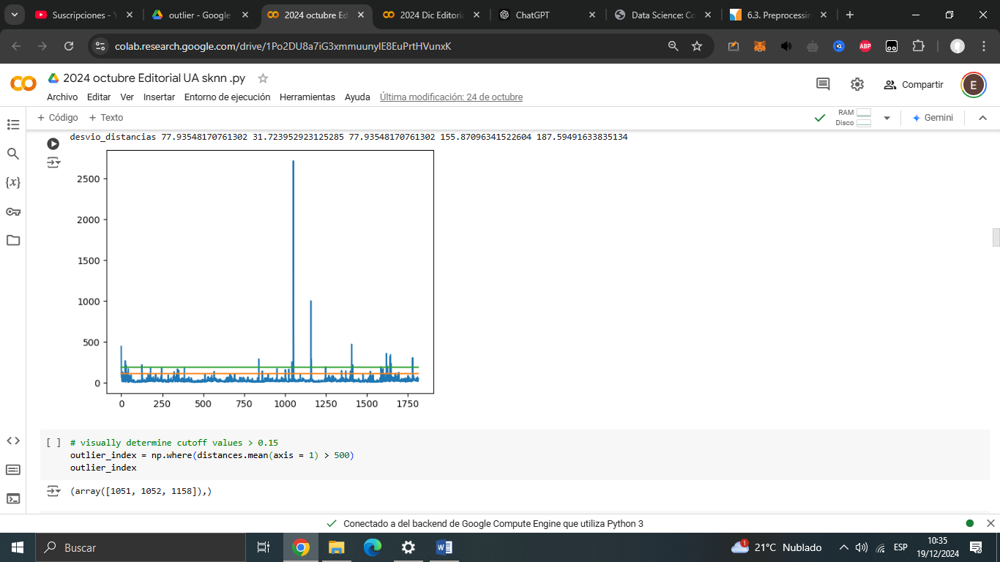 Suscripciones - Y
outlier - Google
2024 octubre Ed
2024 Dic Editoria
ChatGPT
Data Science: Co
6.3. Preprocessin
colab.research.google.com/drive/1Po2DU8a7iG3xmmuunylE8EuPrtHVunxK
ABP
2024 octubre Editorial UA sknn .py
Compartir
E
Archivo Editar Ver Insertar Entorno de ejecución Herramientas Ayuda Última modificación: 24 de octubre
+ Código + Texto
RAM
Disco
Gemini
desvio_distancias 77.93548170761302 31.723952923125285 77.93548170761302 155.87096341522604 187.59491633835134
2500
2000
1500
1000
500
0
0 250 500 750 1000 1250 1500 1750
[ ] # visually determine cutoff values > 0.15
outlier_index = np.where(distances.mean(axis = 1) > 500)
outlier_index
(array([1051, 1052, 1158]),)
Conectado a del backend de Google Compute Engine que utiliza Python 3
Buscar
1
21°C Nublado
ESP
10:35
19/12/2024